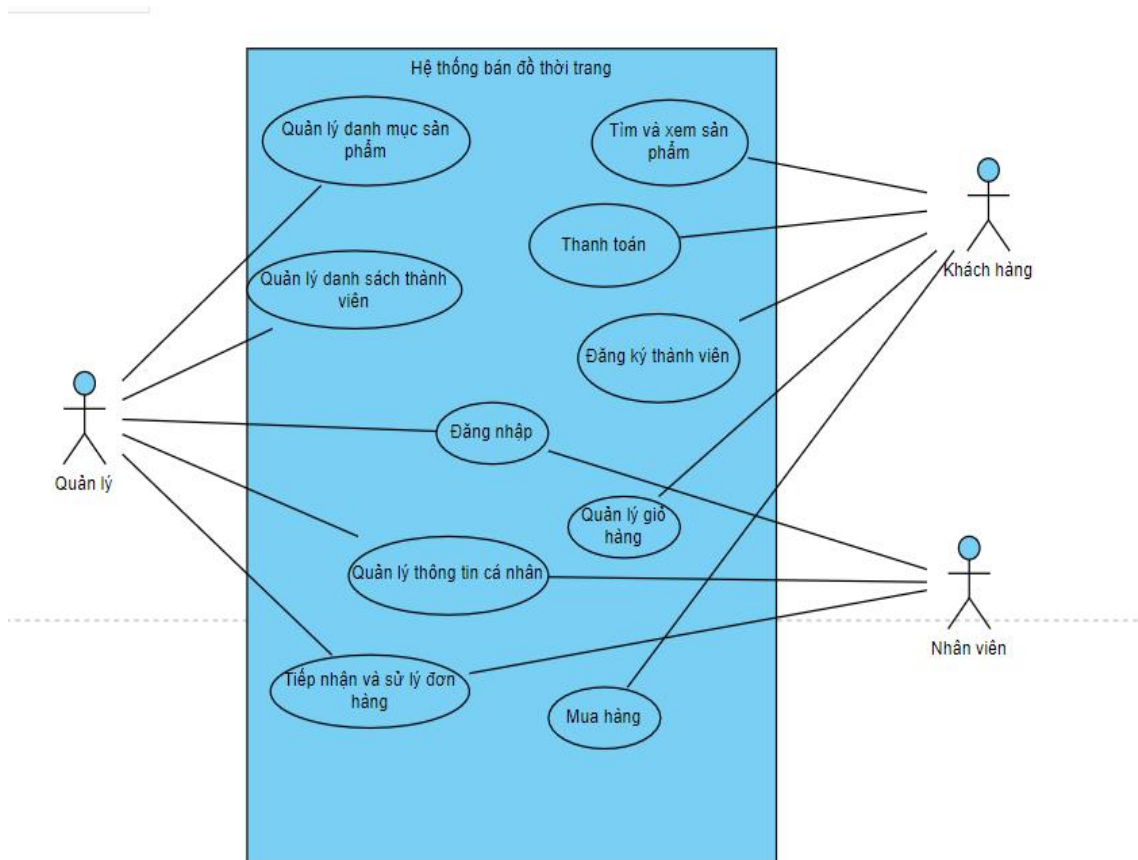 Hệ thống bán đồ thời trang
Quản lý danh mục sản
phẩm
Tìm và xem sản
phẩm
Thanh toán
Khách hàng
Quản lý danh sách thành
viên
Đăng ký thành viên
Đăng nhập
Quản lý
Quản lý giỏ
hàng
Quản lý thông tin cá nhân
Nhân viên
Tiếp nhận và sử lý đơn
hàng
Mua hàng